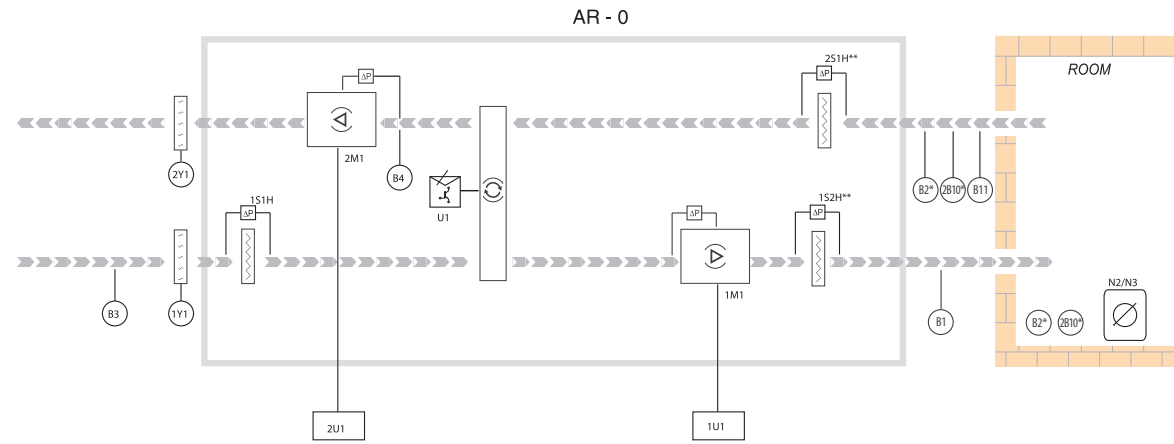 AR - 0
ROOM
2S1H**
ΔP
ΔP
2M1
2Y1
B4
U1
B2*
2B10*
B11
1S1H
ΔP
1S2H**
ΔP
ΔP
1M1
B3
1Y1
B1
B2*
2B10*
N2/N3
2U1
1U1